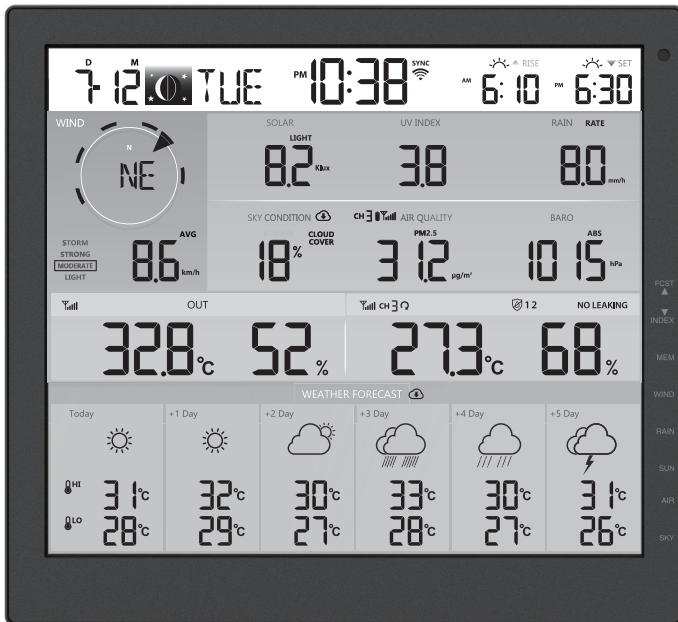 D M SYNC RISE SET
7-12 TUE PM 10:38 AM 6:10 PM 6:30
WIND SOLAR UV INDEX RAIN RATE
N LIGHT
NE 8.2 Klux 3.8 8.0 mm/h
SKY CONDITION CH 3 AIR QUALITY BARO
AVG CLOUD COVER PM2.5 ABS
STORM
STRONG
MODERATE
LIGHT
8.6 km/h 18 % 31.2 µg/m³ 1015 hPa
OUT CH 3 1 2 NO LEAKING
32.8 °C 52 % 27.3 °C 68 %
WEATHER FORECAST
Today +1 Day +2 Day +3 Day +4 Day +5 Day
HI 31°C 32°C 30°C 33°C 30°C 31°C
LO 28°C 29°C 27°C 28°C 27°C 26°C
FCST
INDEX
MEM
WIND
RAIN
SUN
AIR
SKY